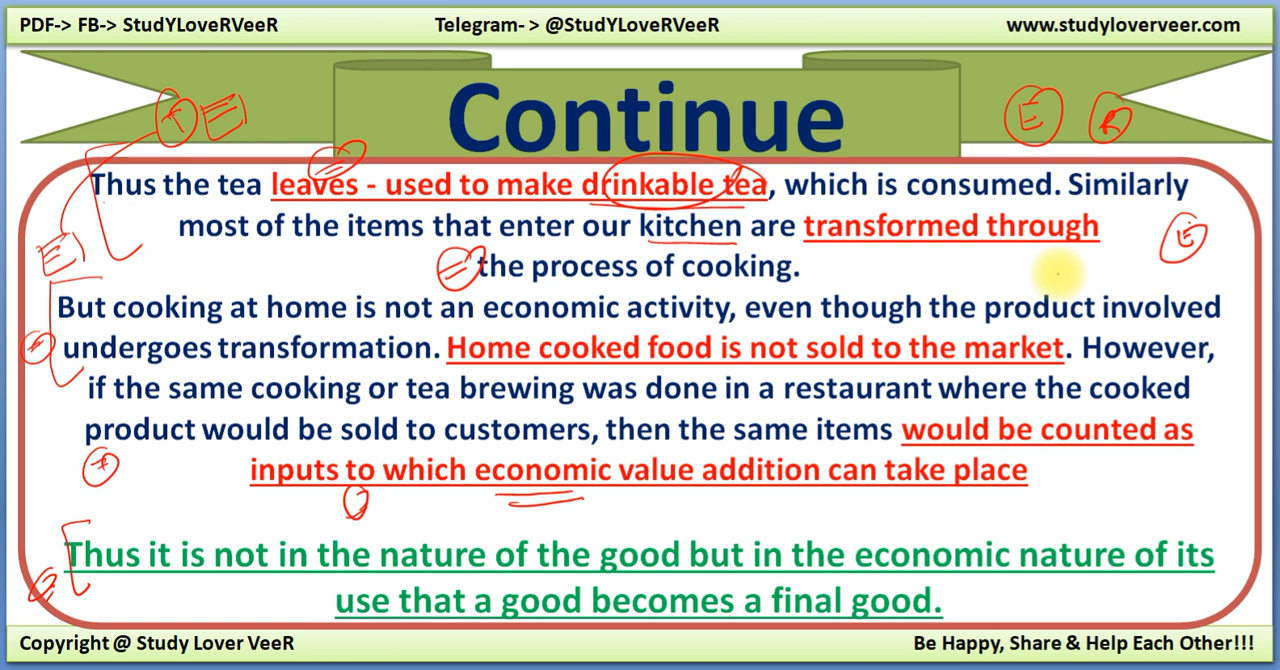 PDF-> FB-> StudYLoveRVeeR Telegram- > @StudYLoveRVeeR www.studyloverveer.com
Continue
Thus the tea leaves - used to make drinkable tea, which is consumed. Similarly
most of the items that enter our kitchen are transformed through
the process of cooking.
But cooking at home is not an economic activity, even though the product involved
undergoes transformation. Home cooked food is not sold to the market. However,
if the same cooking or tea brewing was done in a restaurant where the cooked
product would be sold to customers, then the same items would be counted as
inputs to which economic value addition can take place
Thus it is not in the nature of the good but in the economic nature of its
use that a good becomes a final good.
Copyright @ Study Lover VeeR Be Happy, Share & Help Each Other!!!